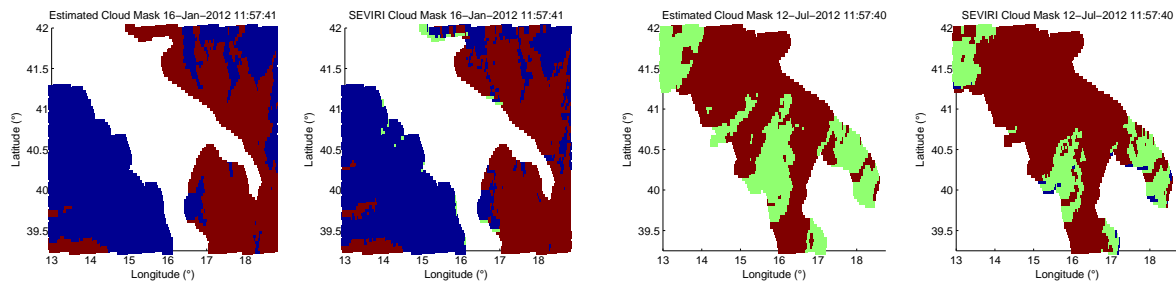 Estimated Cloud Mask 16−Jan−2012 11:57:41
42
41.5
41
40.5
40
39.5
Latitude (°)
13 14 15 16 17 18
Longitude (°)
SEVIRI Cloud Mask 16−Jan−2012 11:57:41
42
41.5
41
40.5
40
39.5
Latitude (°)
13 14 15 16 17 18
Longitude (°)
Estimated Cloud Mask 12−Jul−2012 11:57:40
42
41.5
41
40.5
40
39.5
Latitude (°)
13 14 15 16 17 18
Longitude (°)
SEVIRI Cloud Mask 12−Jul−2012 11:57:40
42
41.5
41
40.5
40
39.5
Latitude (°)
13 14 15 16 17 18
Longitude (°)